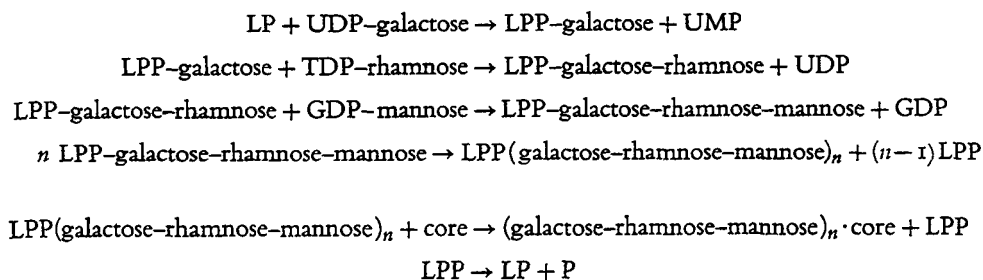 LP + UDP–galactose → LPP–galactose + UMP
LPP–galactose + TDP–rhamnose → LPP–galactose–rhamnose + UDP
LPP–galactose–rhamnose + GDP–mannose → LPP–galactose–rhamnose–mannose + GDP
n LPP–galactose–rhamnose–mannose → LPP(galactose–rhamnose–mannose)n + (n−1) LPP
LPP(galactose–rhamnose–mannose)n + core → (galactose–rhamnose–mannose)n · core + LPP
LPP → LP + P